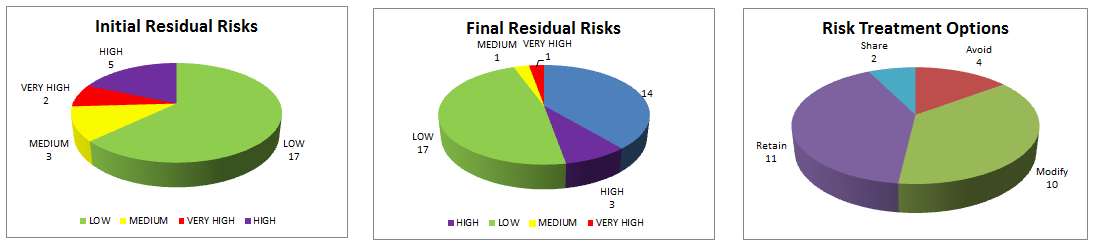 Initial Residual Risks
HIGH
5
VERY HIGH
2
MEDIUM
3
LOW
17
LOW MEDIUM VERY HIGH HIGH
Final Residual Risks
MEDIUM
1
VERY HIGH
1
14
LOW
17
HIGH
3
HIGH LOW MEDIUM VERY HIGH
Risk Treatment Options
Share
2
Avoid
4
Retain
11
Modify
10